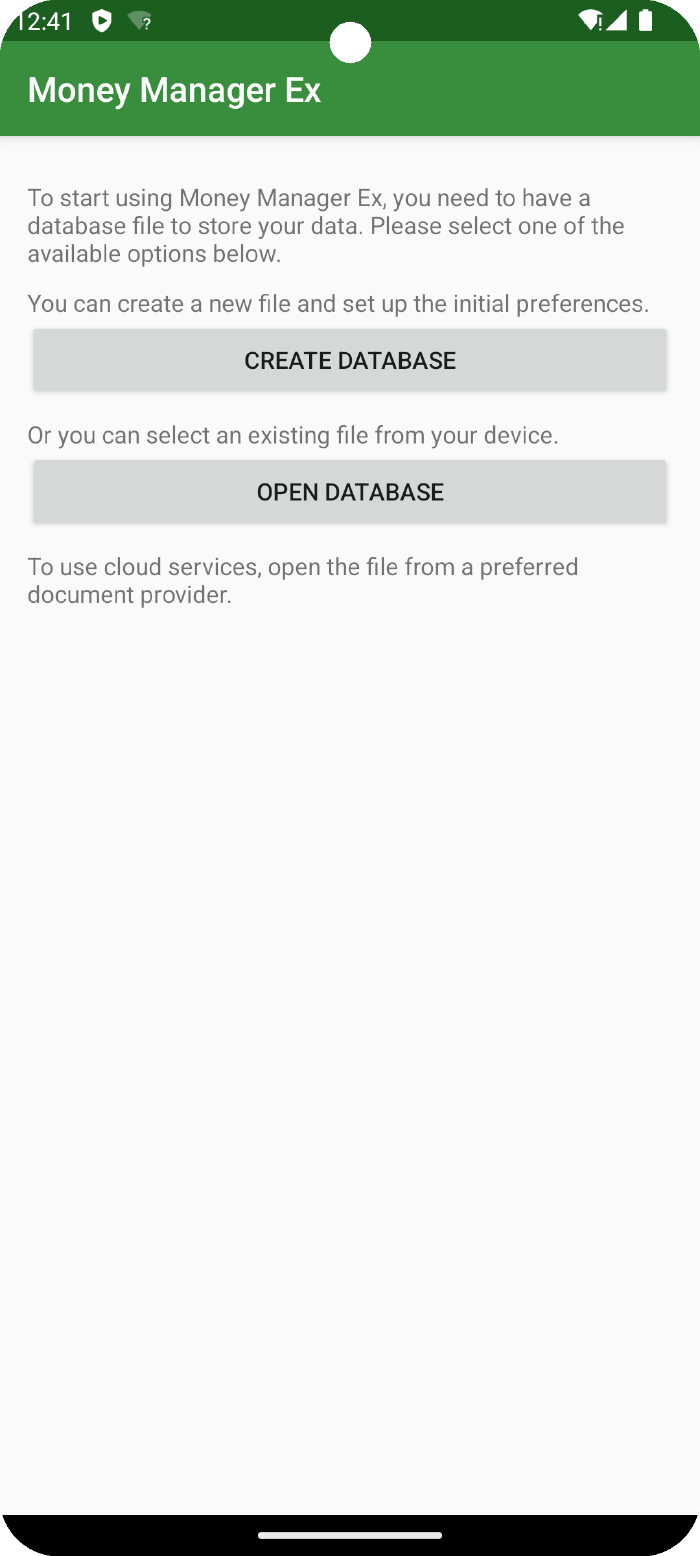 12:41
Money Manager Ex
To start using Money Manager Ex, you need to have a
database file to store your data. Please select one of the
available options below.
You can create a new file and set up the initial preferences.
CREATE DATABASE
Or you can select an existing file from your device.
OPEN DATABASE
To use cloud services, open the file from a preferred
document provider.